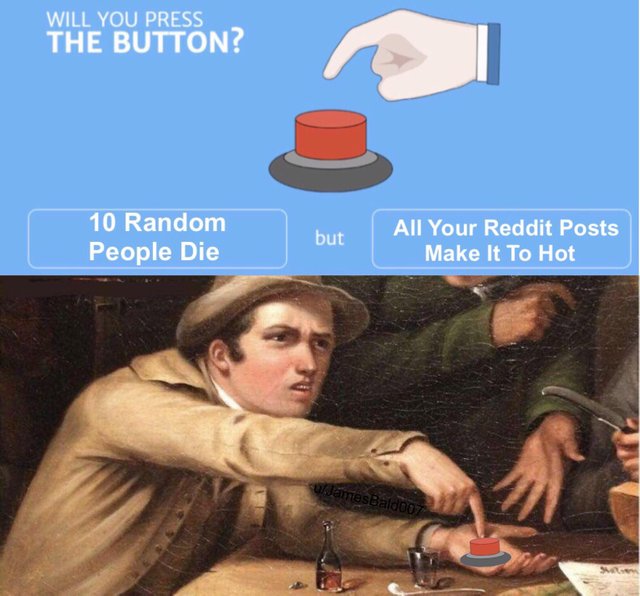 WILL YOU PRESS
THE BUTTON?
10 Random
People Die
but
All Your Reddit Posts
Make It To Hot
u/JamesBald007